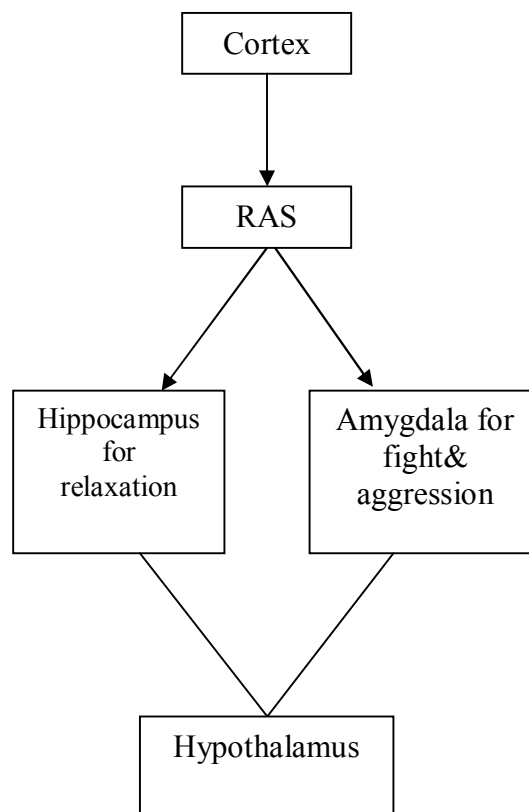 Cortex
RAS
Hippocampus
for
relaxation
Amygdala for
fight&
aggression
Hypothalamus